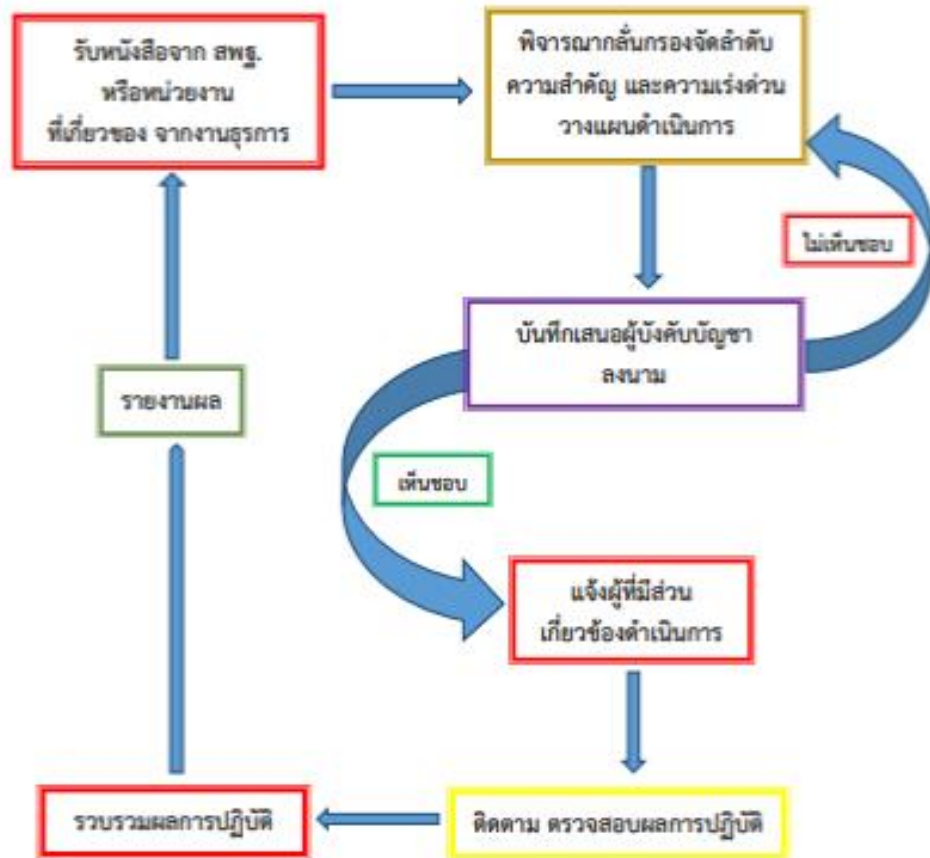 รับหนังสือจาก สพฐ.
หรือหน่วยงาน
ที่เกี่ยวของ จากงานธุรการ
พิจารณากลั่นกรองจัดลำดับ
ความสำคัญ และความเร่งด่วน
วางแผนดำเนินการ
ไม่เห็นชอบ
บันทึกเสนอผู้บังคับบัญชา
ลงนาม
รายงานผล
เห็นชอบ
แจ้งผู้ที่มีส่วน
เกี่ยวข้องดำเนินการ
รวบรวมผลการปฏิบัติ
ติดตาม ตรวจสอบผลการปฏิบัติ